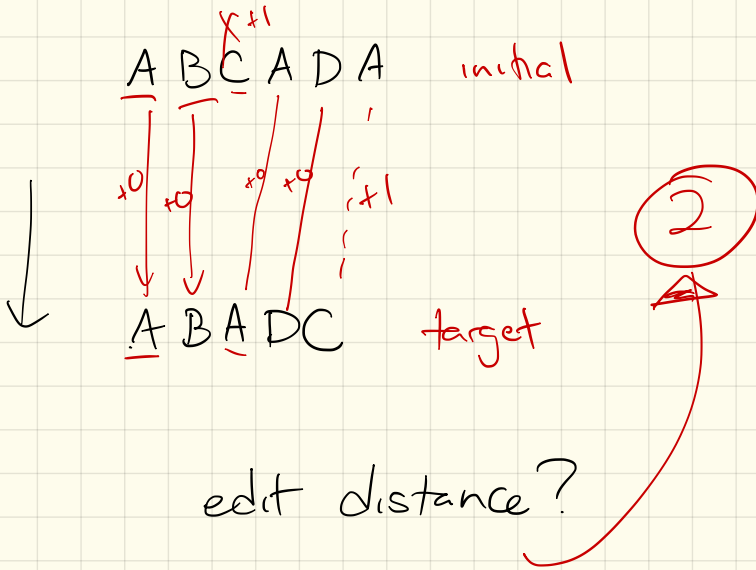 X +1
A B C A D A initial
+0 +0 +0 +0 +1
2
A B A D C target
edit distance?